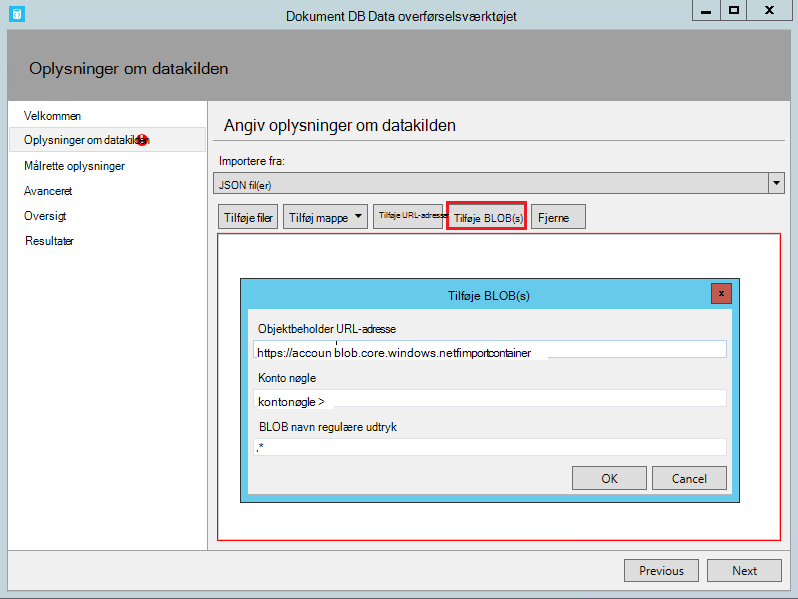 Dokument DB Data overførselsværktøjet
Oplysninger om datakilden
Velkommen
Oplysninger om datakilden
Målrette oplysninger
Avanceret
Oversigt
Resultater
Angiv oplysninger om datakilden
Importere fra:
JSON fil(er)
Tilføje filer
Tilføj mappe
Tilføje URL-adresser
Tilføje BLOB(s)
Fjerne
Tilføje BLOB(s)
x
Objektbeholder URL-adresse
https://accoun blob.core.windows.netfimportcontainer
Konto nøgle
kontonøgle >
BLOB navn regulære udtryk
.*
OK
Cancel
Previous
Next